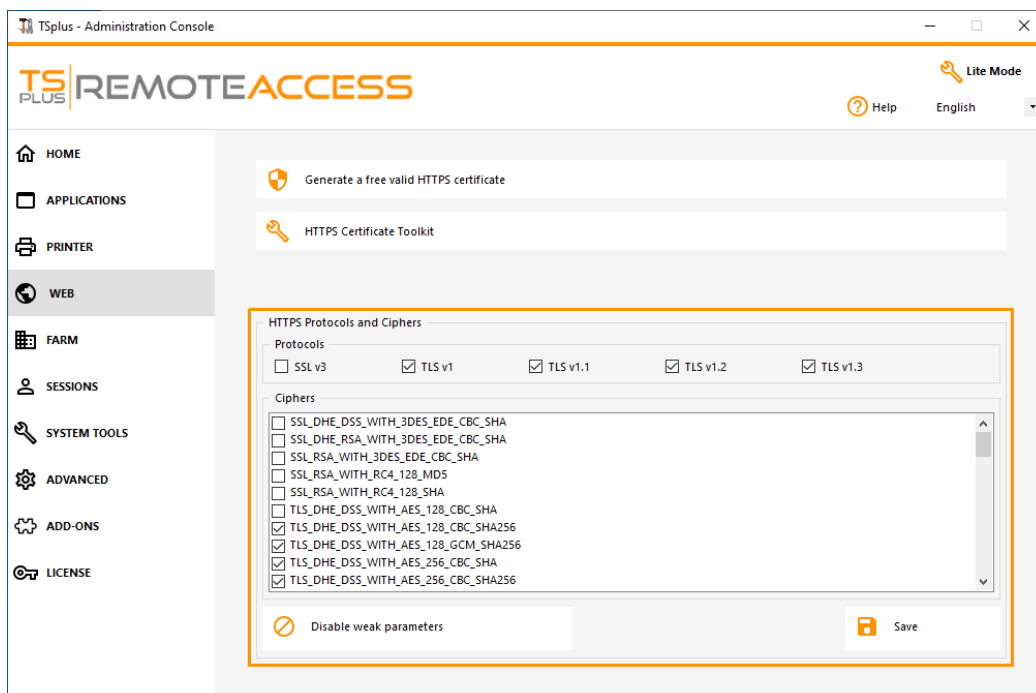 TSplus - Administration Console
TS PLUS REMOTEACCESS
Lite Mode
Help English
HOME
APPLICATIONS
PRINTER
WEB
FARM
SESSIONS
SYSTEM TOOLS
ADVANCED
ADD-ONS
LICENSE
Generate a free valid HTTPS certificate
HTTPS Certificate Toolkit
HTTPS Protocols and Ciphers
Protocols
SSL v3 TLS v1 TLS v1.1 TLS v1.2 TLS v1.3
Ciphers
SSL_DHE_DSS_WITH_3DES_EDE_CBC_SHA
SSL_DHE_RSA_WITH_3DES_EDE_CBC_SHA
SSL_RSA_WITH_3DES_EDE_CBC_SHA
SSL_RSA_WITH_RC4_128_MD5
SSL_RSA_WITH_RC4_128_SHA
TLS_DHE_DSS_WITH_AES_128_CBC_SHA
TLS_DHE_DSS_WITH_AES_128_CBC_SHA256
TLS_DHE_DSS_WITH_AES_128_GCM_SHA256
TLS_DHE_DSS_WITH_AES_256_CBC_SHA
TLS_DHE_DSS_WITH_AES_256_CBC_SHA256
Disable weak parameters
Save